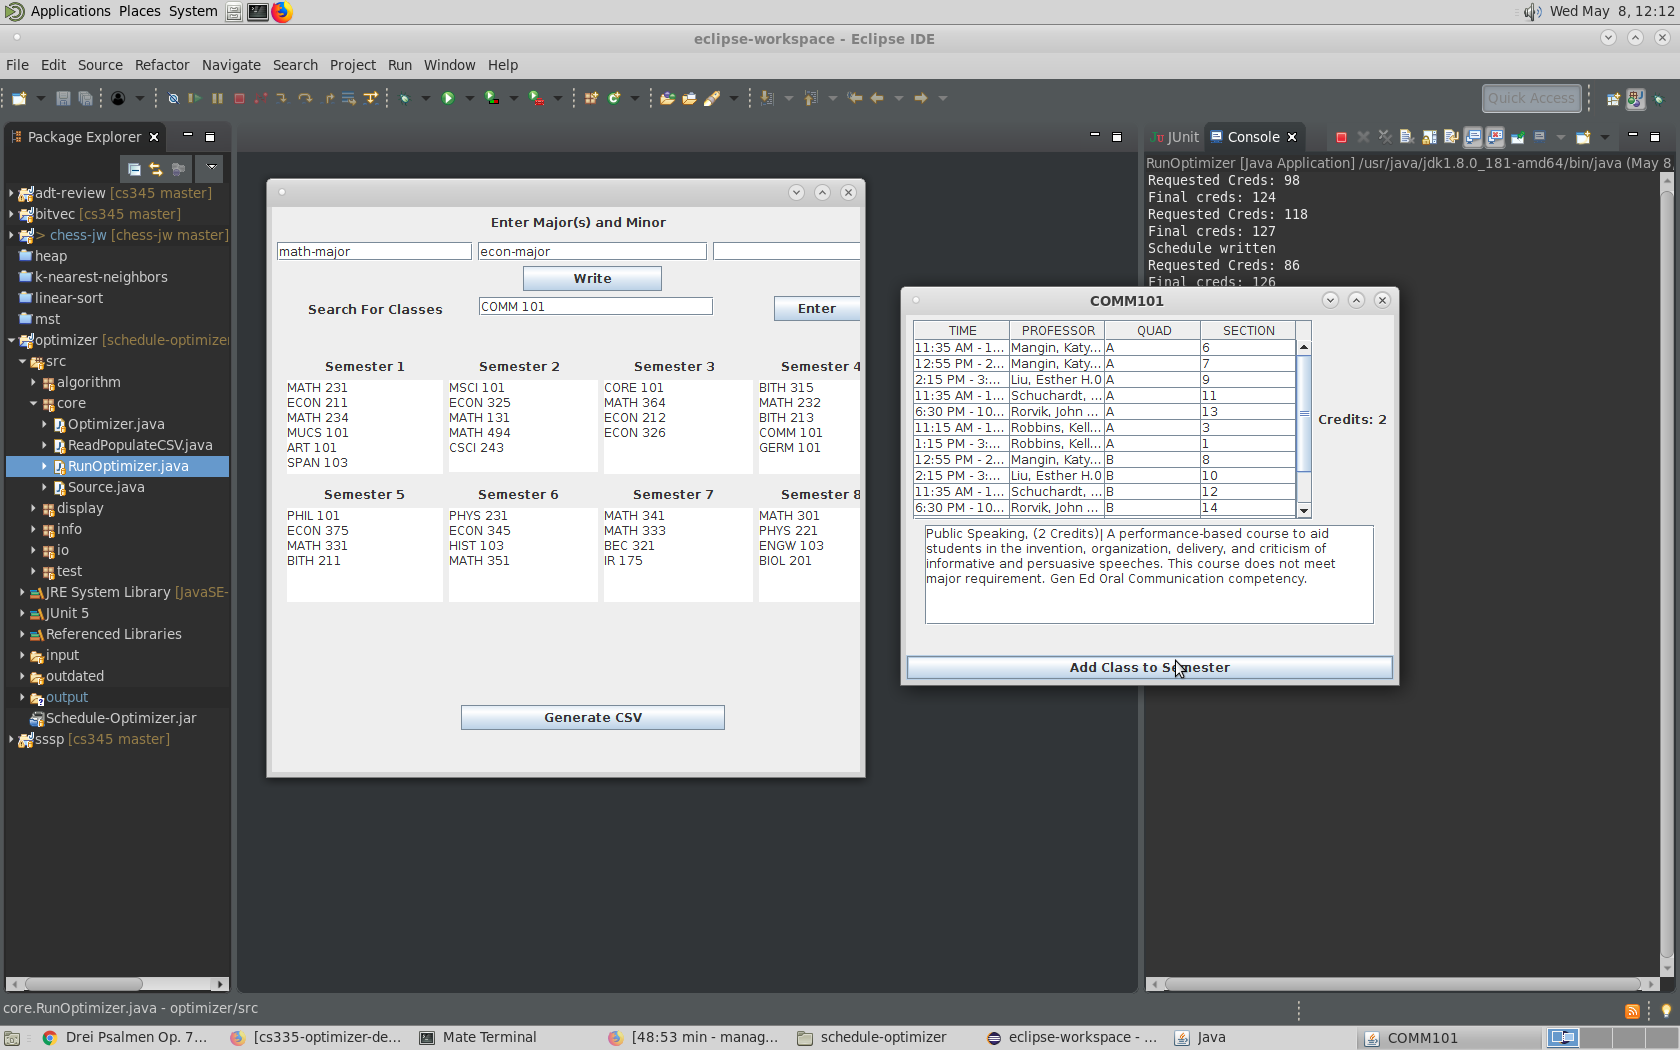 Applications Places System
Wed May 8, 12:12
eclipse-workspace - Eclipse IDE
File Edit Source Refactor Navigate Search Project Run Window Help
Quick Access
Package Explorer
adt-review [cs345 master]
bitvec [cs345 master]
> chess-jw [chess-jw master]
heap
k-nearest-neighbors
linear-sort
mst
optimizer [schedule-optimize
src
algorithm
core
Optimizer.java
ReadPopulateCSV.java
RunOptimizer.java
Source.java
display
info
io
test
JRE System Library [JavaSE-
JUnit 5
Referenced Libraries
input
outdated
output
Schedule-Optimizer.jar
sssp [cs345 master]
Enter Major(s) and Minor
math-major econ-major
Write
Search For Classes COMM 101 Enter
Semester 1
MATH 231
ECON 211
MATH 234
MUCS 101
ART 101
SPAN 103
Semester 2
MSCI 101
ECON 325
MATH 131
MATH 494
CSCI 243
Semester 3
CORE 101
MATH 364
ECON 212
ECON 326
Semester 4
BITH 315
MATH 232
BITH 213
COMM 101
GERM 101
Semester 5
PHIL 101
ECON 375
MATH 331
BITH 211
Semester 6
PHYS 231
ECON 345
HIST 103
MATH 351
Semester 7
MATH 341
MATH 333
BEC 321
IR 175
Semester 8
MATH 301
PHYS 221
ENGW 103
BIOL 201
Generate CSV
JUnit Console
RunOptimizer [Java Application] /usr/java/jdk1.8.0_181-amd64/bin/java (May 8,
Requested Creds: 98
Final creds: 124
Requested Creds: 118
Final creds: 127
Schedule written
Requested Creds: 86
Final creds: 126
COMM101
TIME PROFESSOR QUAD SECTION
11:35 AM - 1... Mangin, Katy... A 6
12:55 PM - 2... Mangin, Katy... A 7
2:15 PM - 3:... Liu, Esther H.0 A 9
11:35 AM - 1... Schuchardt, ... A 11
6:30 PM - 10... Rorvik, John ... A 13
11:15 AM - 1... Robbins, Kell... A 3
1:15 PM - 3:... Robbins, Kell... A 1
12:55 PM - 2... Mangin, Katy... B 8
2:15 PM - 3:... Liu, Esther H.0 B 10
11:35 AM - 1... Schuchardt, ... B 12
6:30 PM - 10... Rorvik, John ... B 14
Credits: 2
Public Speaking, (2 Credits)| A performance-based course to aid
students in the invention, organization, delivery, and criticism of
informative and persuasive speeches. This course does not meet
major requirement. Gen Ed Oral Communication competency.
Add Class to Semester
core.RunOptimizer.java - optimizer/src
Drei Psalmen Op. 7... [cs335-optimizer-de... Mate Terminal [48:53 min - manag... schedule-optimizer eclipse-workspace - ... Java COMM101